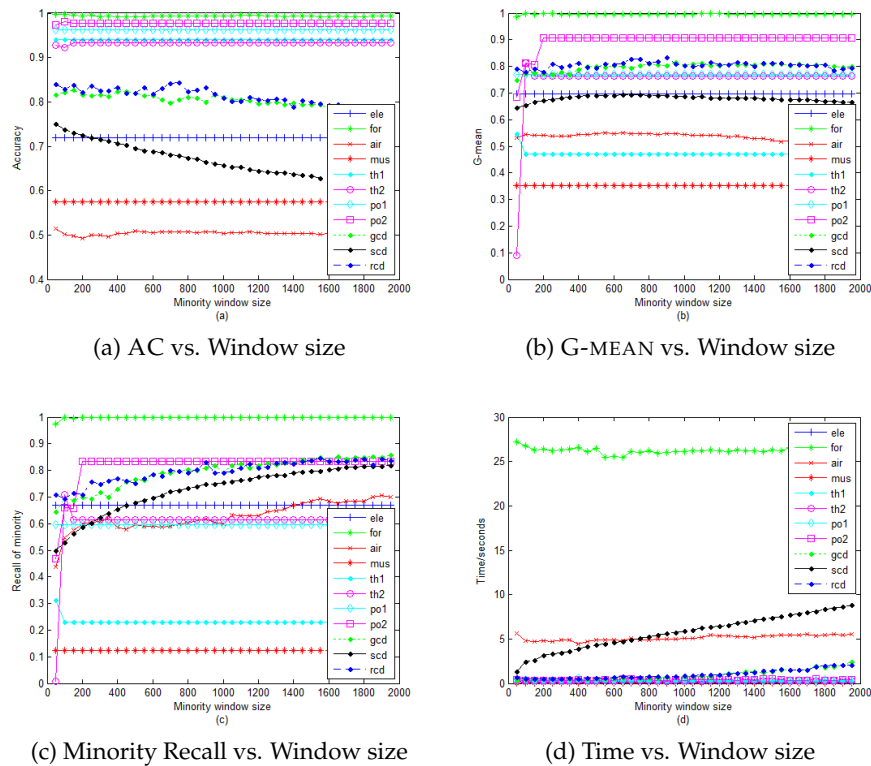 1
0.9
0.8
0.7
0.6
0.5
0.4
Accuracy
0 200 400 600 800 1000 1200 1400 1600 1800 2000
Minority window size
(a)
ele
for
air
mus
th1
th2
po1
po2
gcd
scd
rcd
(a) AC vs. Window size
1
0.9
0.8
0.7
0.6
0.5
0.4
0.3
0.2
0.1
0
G-mean
0 200 400 600 800 1000 1200 1400 1600 1800 2000
Minority window size
(b)
ele
for
air
mus
th1
th2
po1
po2
gcd
scd
rcd
(b) G-MEAN vs. Window size
1
0.9
0.8
0.7
0.6
0.5
0.4
0.3
0.2
0.1
0
Recall of minority
0 200 400 600 800 1000 1200 1400 1600 1800 2000
Minority window size
(c)
ele
for
air
mus
th1
th2
po1
po2
gcd
scd
rcd
(c) Minority Recall vs. Window size
30
25
20
15
10
5
0
Time/seconds
0 200 400 600 800 1000 1200 1400 1600 1800 2000
Minority window size
(d)
ele
for
air
mus
th1
th2
po1
po2
gcd
scd
rcd
(d) Time vs. Window size